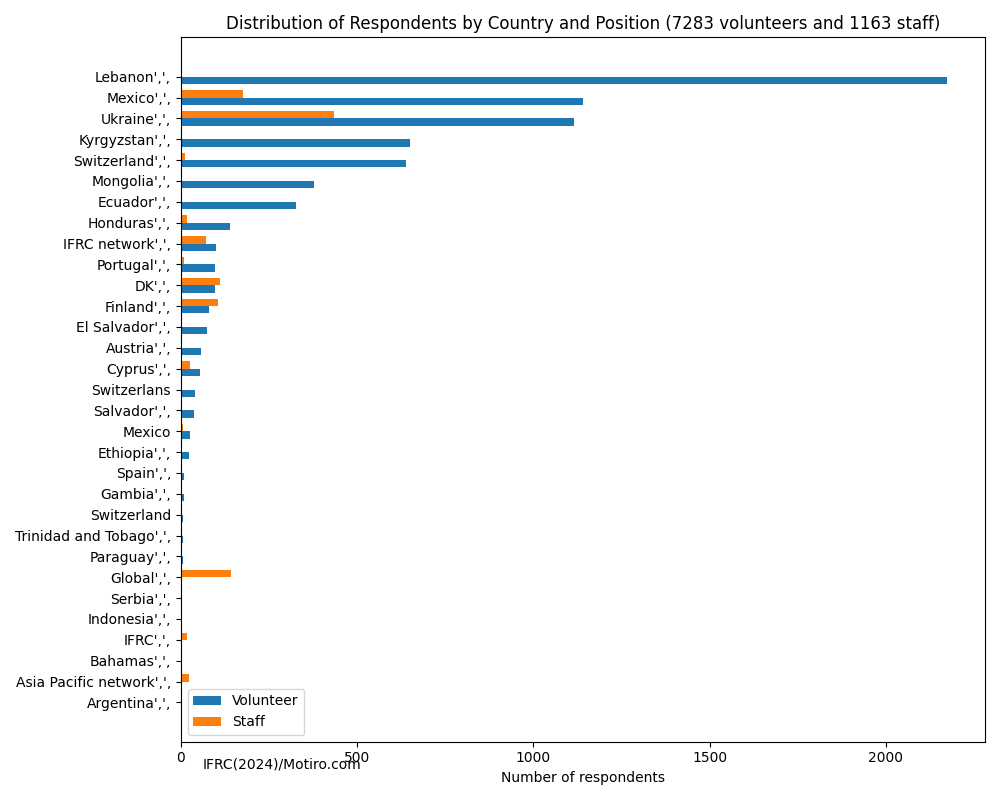 Distribution of Respondents by Country and Position (7283 volunteers and 1163 staff)
Lebanon',',
Mexico',',
Ukraine',',
Kyrgyzstan',',
Switzerland',',
Mongolia',',
Ecuador',',
Honduras',',
IFRC network',',
Portugal',',
DK',',
Finland',',
El Salvador',',
Austria',',
Cyprus',',
Switzerlans
Salvador',',
Mexico
Ethiopia',',
Spain',',
Gambia',',
Switzerland
Trinidad and Tobago',',
Paraguay',',
Global',',
Serbia',',
Indonesia',',
IFRC',',
Bahamas',',
Asia Pacific network',',
Argentina',',
Volunteer
Staff
0 500 1000 1500 2000
IFRC(2024)/Motiro.com
Number of respondents